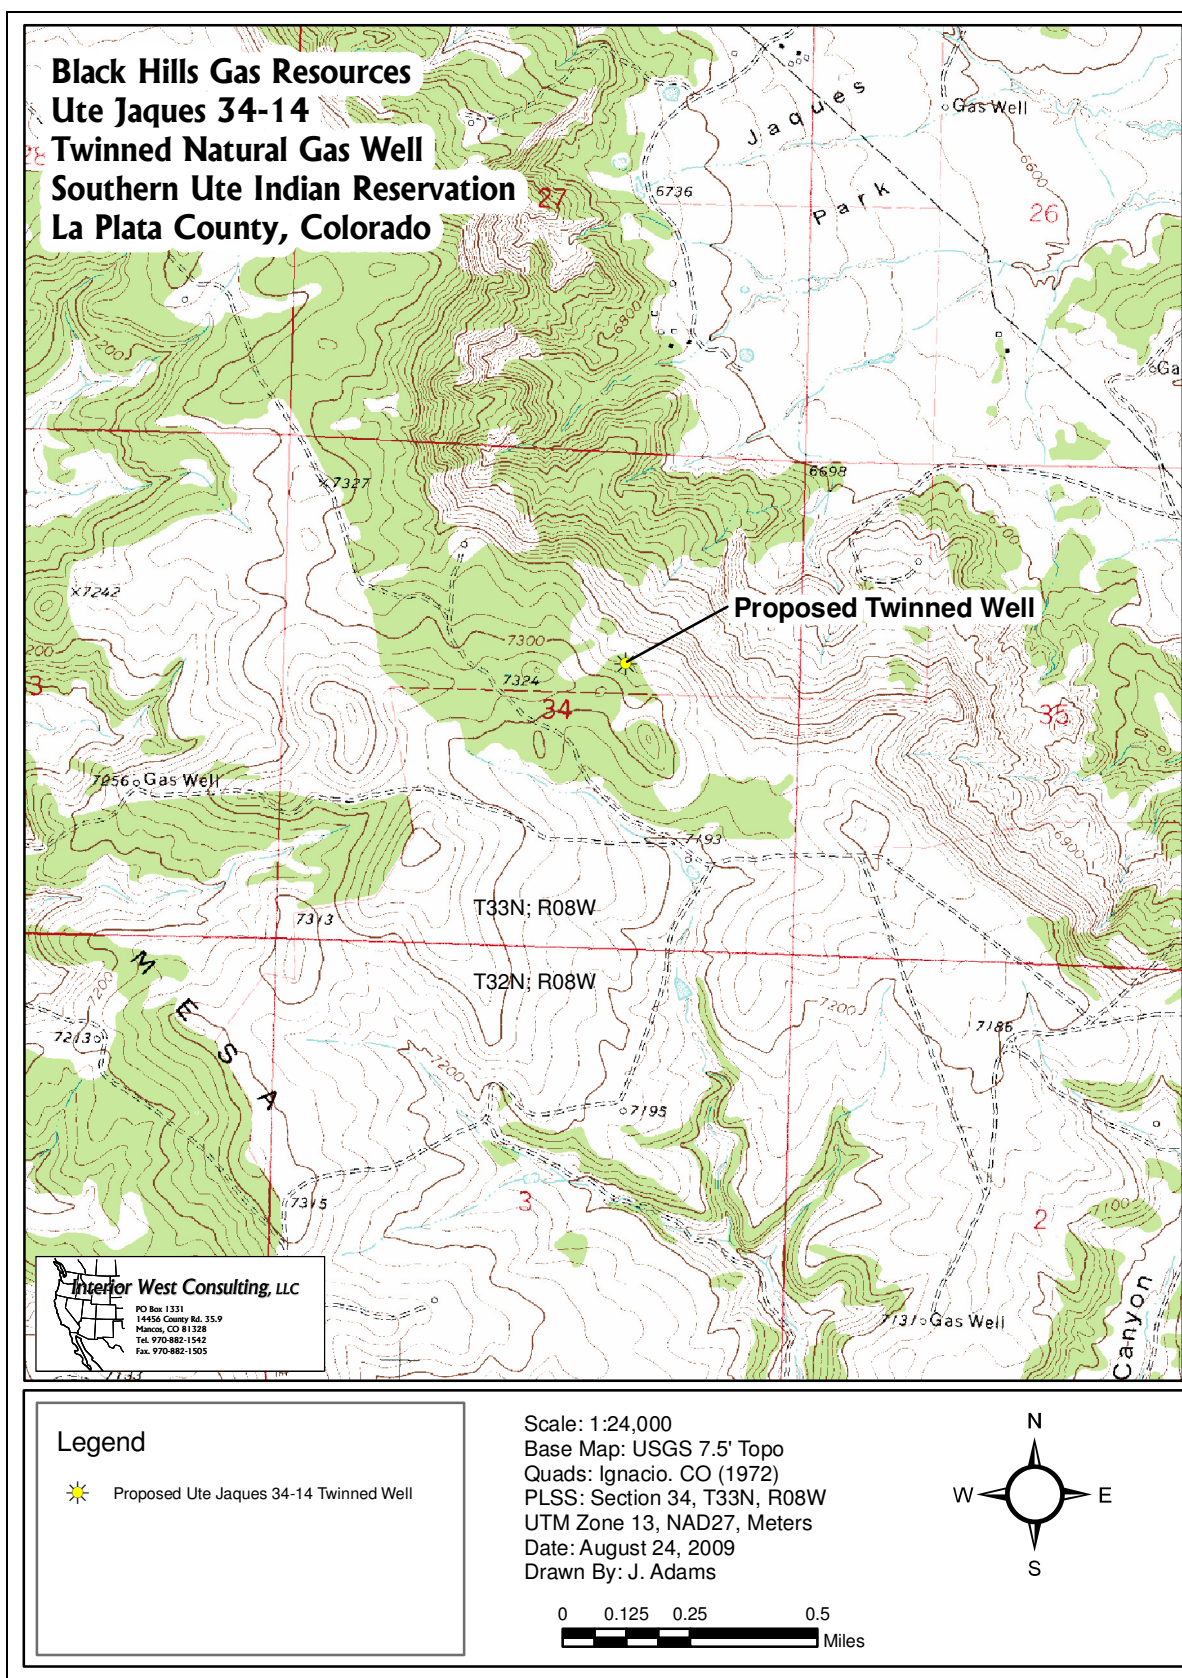 Black Hills Gas Resources
Ute Jaques 34-14
Twinned Natural Gas Well
Southern Ute Indian Reservation
La Plata County, Colorado
Jaques
Park
Gas Well
28
27
26
6736
6600
6800
7200
Ga
6698
7327
6700
7242
Proposed Twinned Well
7300
7324
200
3
34
35
7256 Gas Well
7193
6900
T33N; R08W
7313
T32N; R08W
MESA
7200
7213
7200
7186
7200
7195
7315
3
2
7100
7131 Gas Well
Canyon
7133
Interior West Consulting, LLC
PO Box 1331
14456 County Rd. 35.9
Mancos, CO 81328
Tel. 970-882-1542
Fax. 970-882-1505
Legend
Proposed Ute Jaques 34-14 Twinned Well
Scale: 1:24,000
Base Map: USGS 7.5' Topo
Quads: Ignacio. CO (1972)
PLSS: Section 34, T33N, R08W
UTM Zone 13, NAD27, Meters
Date: August 24, 2009
Drawn By: J. Adams
0 0.125 0.25 0.5
Miles
N
W E
S